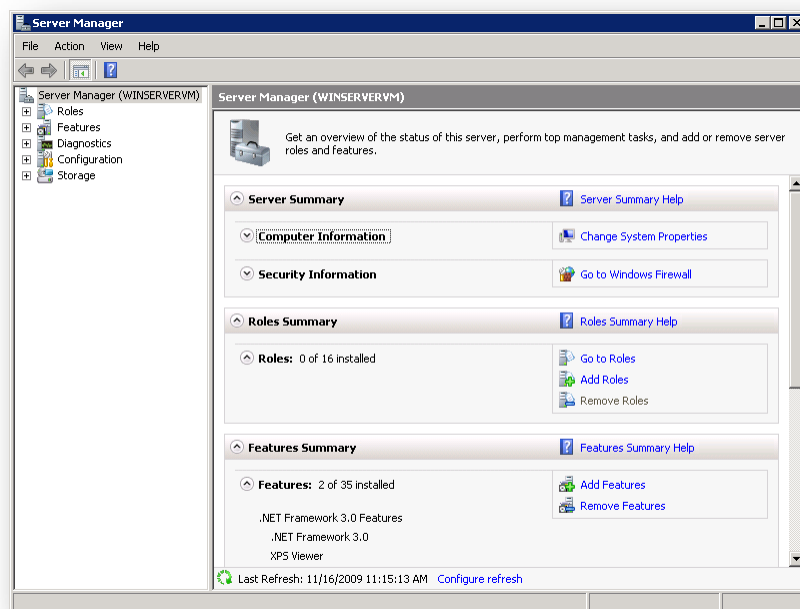 Server Manager
File Action View Help
Server Manager (WINSERVERVM)
Roles
Features
Diagnostics
Configuration
Storage
Server Manager (WINSERVERVM)
Get an overview of the status of this server, perform top management tasks, and add or remove server
roles and features.
Server Summary
Server Summary Help
Computer Information
Change System Properties
Security Information
Go to Windows Firewall
Roles Summary
Roles Summary Help
Roles: 0 of 16 installed
Go to Roles
Add Roles
Remove Roles
Features Summary
Features Summary Help
Features: 2 of 35 installed
Add Features
Remove Features
.NET Framework 3.0 Features
.NET Framework 3.0
XPS Viewer
Last Refresh: 11/16/2009 11:15:13 AM Configure refresh